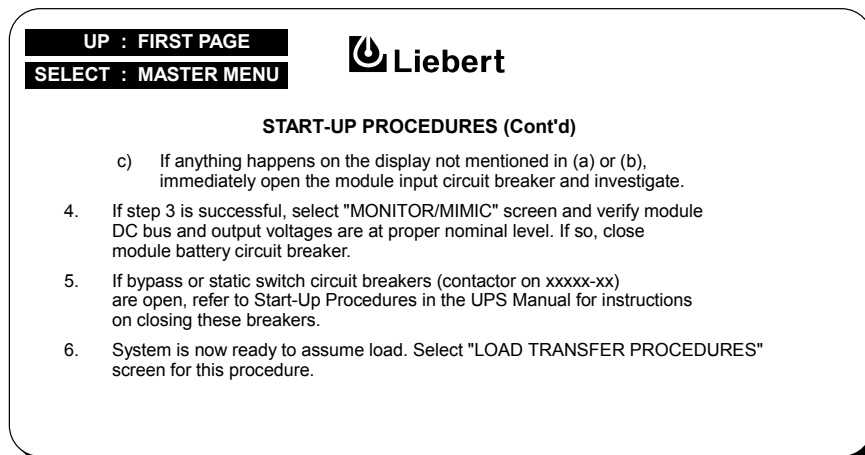 UP : FIRST PAGE
SELECT : MASTER MENU
Liebert
START-UP PROCEDURES (Cont'd)
c) If anything happens on the display not mentioned in (a) or (b),
immediately open the module input circuit breaker and investigate.
4. If step 3 is successful, select "MONITOR/MIMIC" screen and verify module
DC bus and output voltages are at proper nominal level. If so, close
module battery circuit breaker.
5. If bypass or static switch circuit breakers (contactor on xxxxx-xx)
are open, refer to Start-Up Procedures in the UPS Manual for instructions
on closing these breakers.
6. System is now ready to assume load. Select "LOAD TRANSFER PROCEDURES"
screen for this procedure.